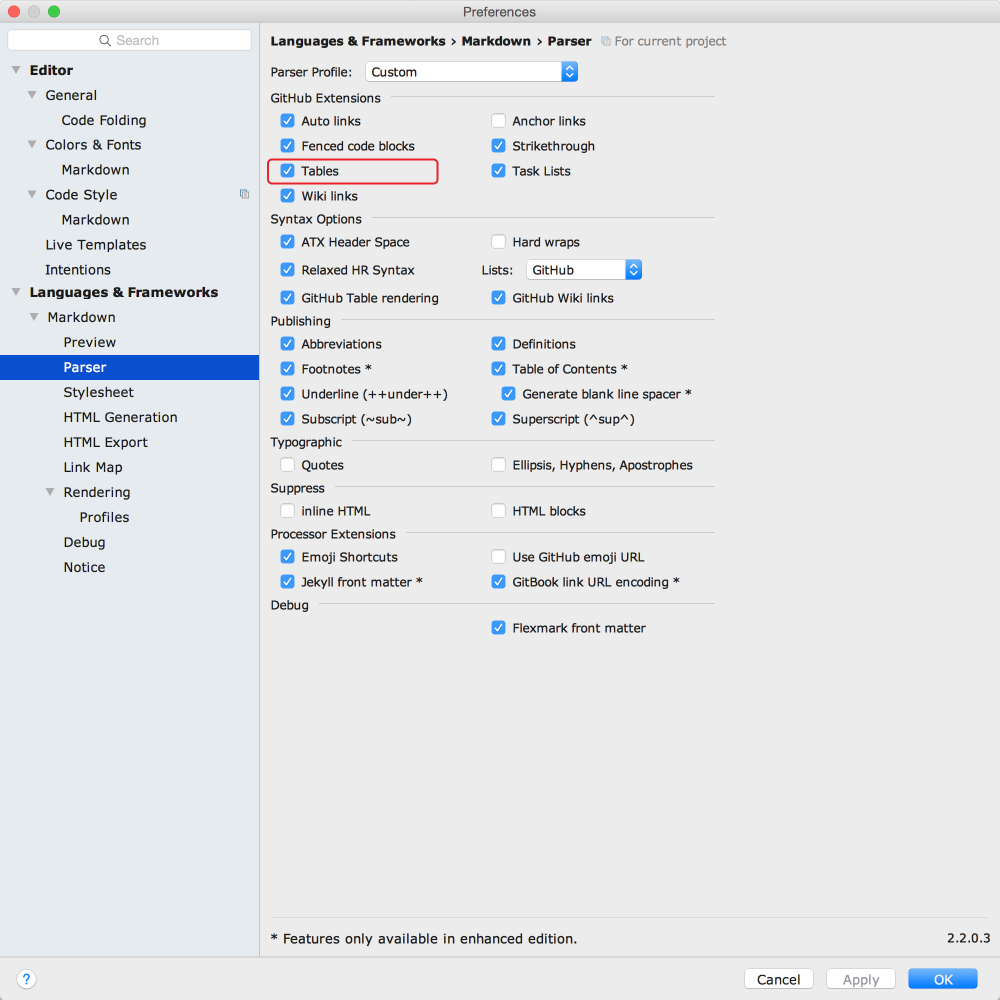 Preferences
Search
Editor
General
Code Folding
Colors & Fonts
Markdown
Code Style
Markdown
Live Templates
Intentions
Languages & Frameworks
Markdown
Preview
Parser
Stylesheet
HTML Generation
HTML Export
Link Map
Rendering
Profiles
Debug
Notice
Languages & Frameworks › Markdown › Parser For current project
Parser Profile: Custom
GitHub Extensions
Auto links Anchor links
Fenced code blocks Strikethrough
Tables Task Lists
Wiki links
Syntax Options
ATX Header Space Hard wraps
Relaxed HR Syntax Lists: GitHub
GitHub Table rendering GitHub Wiki links
Publishing
Abbreviations Definitions
Footnotes * Table of Contents *
Underline (++under++) Generate blank line spacer *
Subscript (~sub~) Superscript (^sup^)
Typographic
Quotes Ellipsis, Hyphens, Apostrophes
Suppress
inline HTML HTML blocks
Processor Extensions
Emoji Shortcuts Use GitHub emoji URL
Jekyll front matter * GitBook link URL encoding *
Debug
Flexmark front matter
* Features only available in enhanced edition. 2.2.0.3
? Cancel Apply OK